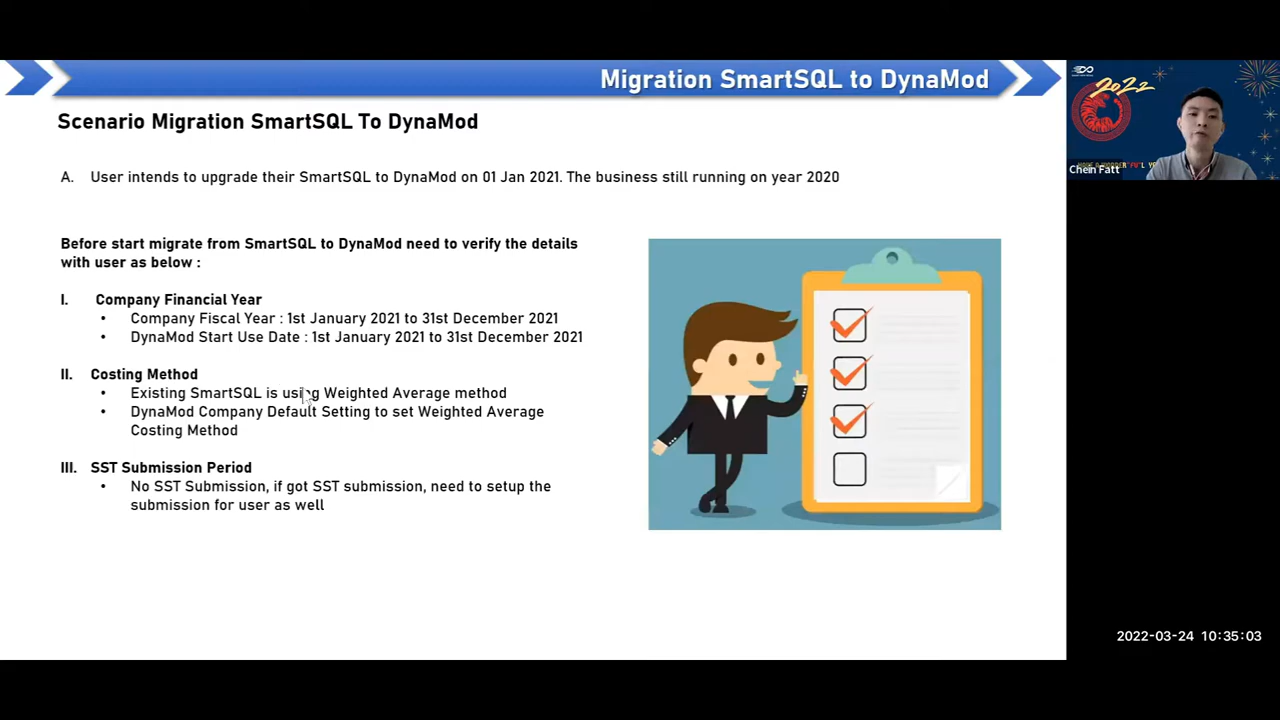 Migration SmartSQL to DynaMod
Scenario Migration SmartSQL To DynaMod
A. User intends to upgrade their SmartSQL to DynaMod on 01 Jan 2021. The business still running on year 2020
Before start migrate from SmartSQL to DynaMod need to verify the details
with user as below :
I. Company Financial Year
• Company Fiscal Year : 1st January 2021 to 31st December 2021
• DynaMod Start Use Date : 1st January 2021 to 31st December 2021
II. Costing Method
• Existing SmartSQL is using Weighted Average method
• DynaMod Company Default Setting to set Weighted Average
Costing Method
III. SST Submission Period
• No SST Submission, if got SST submission, need to setup the
submission for user as well
2022
Chein Fatt
2022-03-24 10:35:03